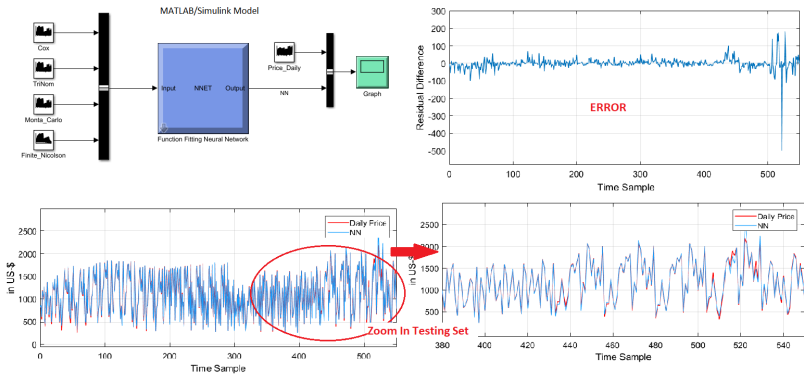 MATLAB/Simulink Model
Cox
TriNom
Monta_Carlo
Finite_Nicolson
Input NNET Output
Function Fitting Neural Network
Price_Daily
NN
Graph
Residual Difference
200
100
0
-100
-200
-300
-400
-500
ERROR
0 100 200 300 400 500
Time Sample
in US-$
2000
1500
1000
500
0
Daily Price
NN
0 100 200 300 400 500
Time Sample
Zoom In Testing Set
in US-$
2500
2000
1500
1000
500
0
Daily Price
NN
380 400 420 440 460 480 500 520 540
Time Sample